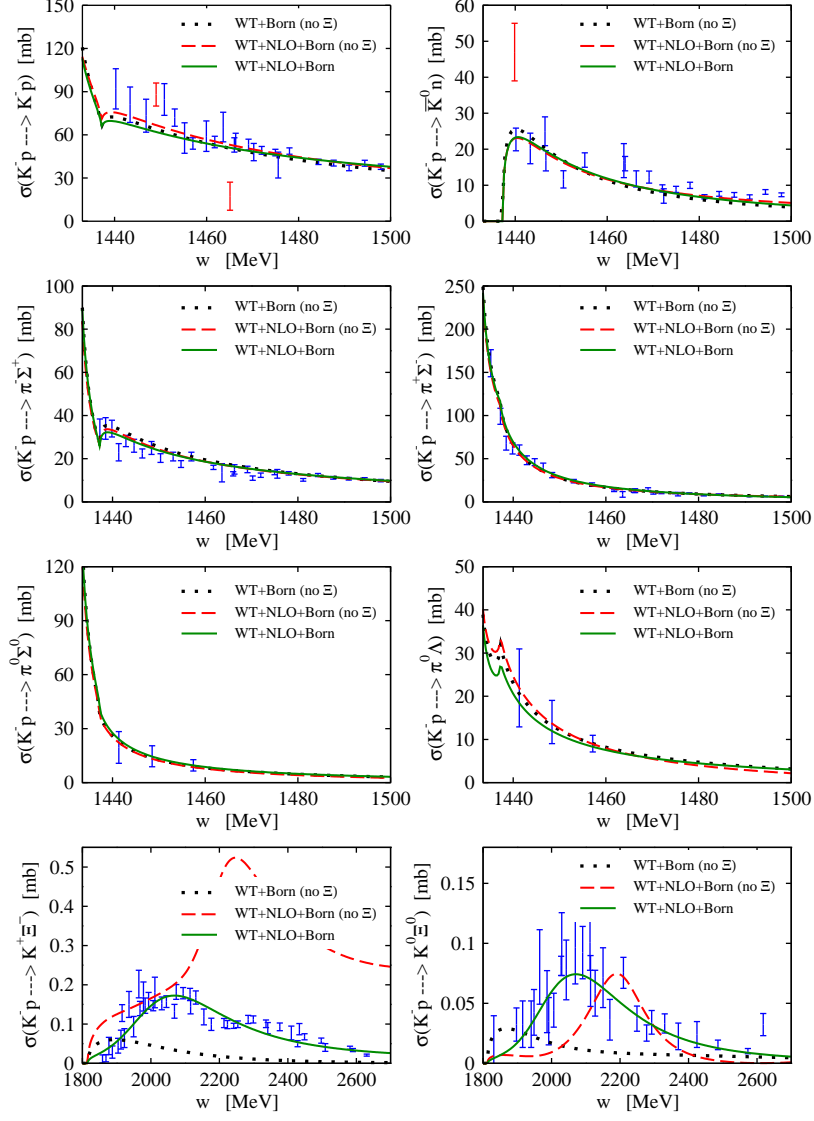 150
120
90
60
30
0
σ(K⁻p ---> K⁻p) [mb]
WT+Born (no Ξ)
WT+NLO+Born (no Ξ)
WT+NLO+Born
1440 1460 1480 1500
w [MeV]
60
50
40
30
20
10
0
σ(K⁻p ---> K̅⁰n) [mb]
WT+Born (no Ξ)
WT+NLO+Born (no Ξ)
WT+NLO+Born
1440 1460 1480 1500
w [MeV]
100
80
60
40
20
0
σ(K⁻p ---> π⁻Σ⁺) [mb]
WT+Born (no Ξ)
WT+NLO+Born (no Ξ)
WT+NLO+Born
1440 1460 1480 1500
w [MeV]
250
200
150
100
50
0
σ(K⁻p ---> π⁺Σ⁻) [mb]
WT+Born (no Ξ)
WT+NLO+Born (no Ξ)
WT+NLO+Born
1440 1460 1480 1500
w [MeV]
120
90
60
30
0
σ(K⁻p ---> π⁰Σ⁰) [mb]
WT+Born (no Ξ)
WT+NLO+Born (no Ξ)
WT+NLO+Born
1440 1460 1480 1500
w [MeV]
50
40
30
20
10
0
σ(K⁻p ---> π⁰Λ) [mb]
WT+Born (no Ξ)
WT+NLO+Born (no Ξ)
WT+NLO+Born
1440 1460 1480 1500
w [MeV]
0.5
0.4
0.3
0.2
0.1
0
σ(K⁻p ---> K⁺Ξ⁻) [mb]
WT+Born (no Ξ)
WT+NLO+Born (no Ξ)
WT+NLO+Born
1800 2000 2200 2400 2600
w [MeV]
0.15
0.1
0.05
0
σ(K⁻p ---> K⁰Ξ⁰) [mb]
WT+Born (no Ξ)
WT+NLO+Born (no Ξ)
WT+NLO+Born
1800 2000 2200 2400 2600
w [MeV]